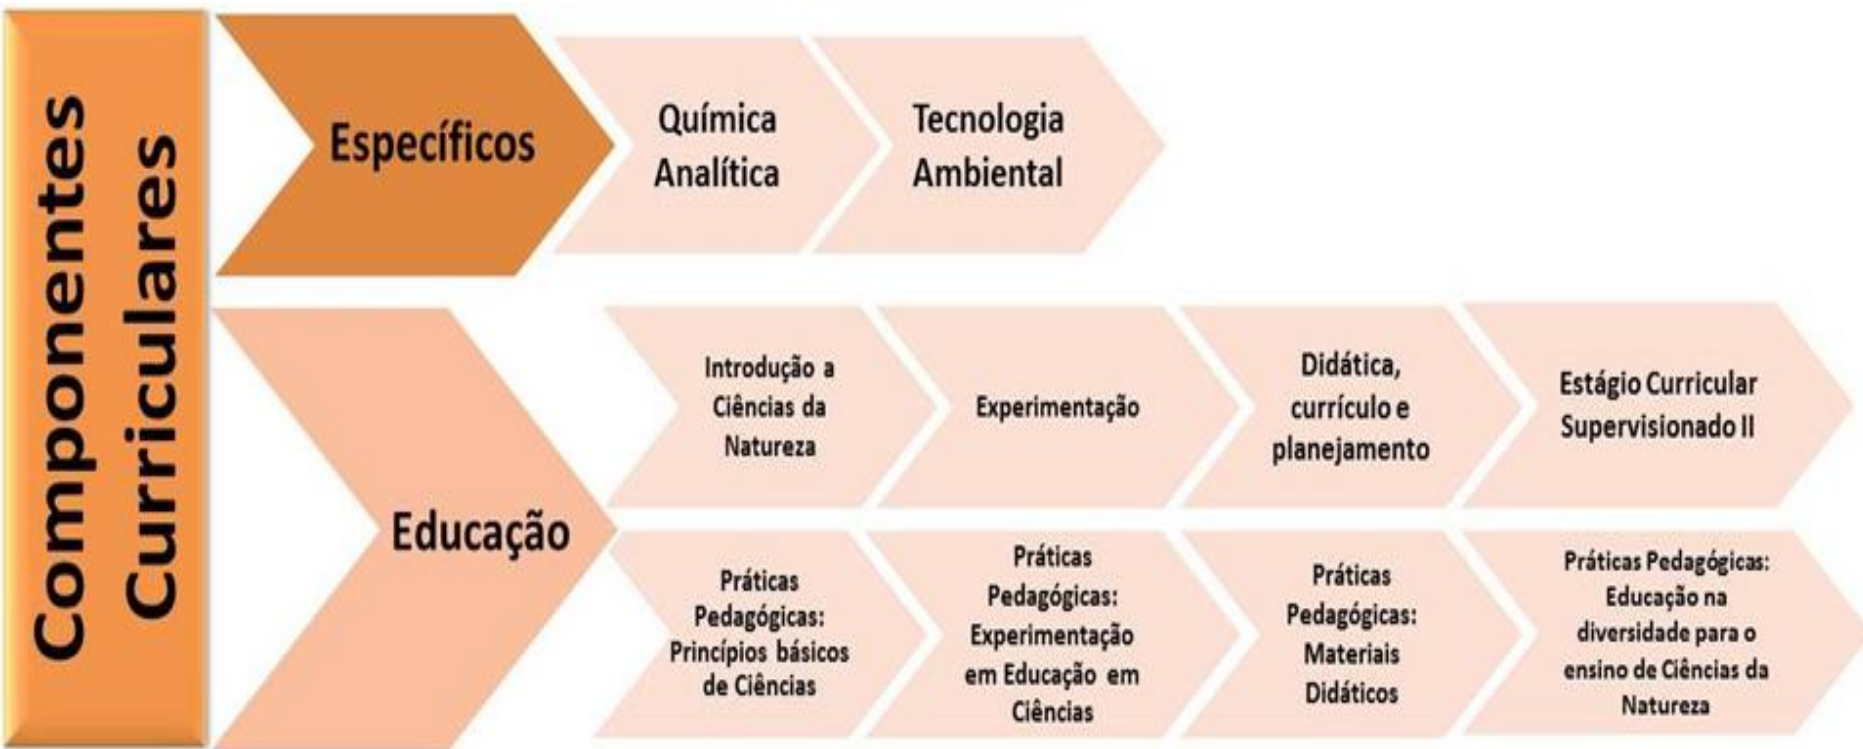 Componentes
Curriculares
Específicos
Química
Analítica
Tecnologia
Ambiental
Educação
Introdução a
Ciências da
Natureza
Experimentação
Didática,
currículo e
planejamento
Estágio Curricular
Supervisionado II
Práticas
Pedagógicas:
Princípios básicos
de Ciências
Práticas
Pedagógicas:
Experimentação
em Educação em
Ciências
Práticas
Pedagógicas:
Materiais
Didáticos
Práticas Pedagógicas:
Educação na
diversidade para o
ensino de Ciências da
Natureza